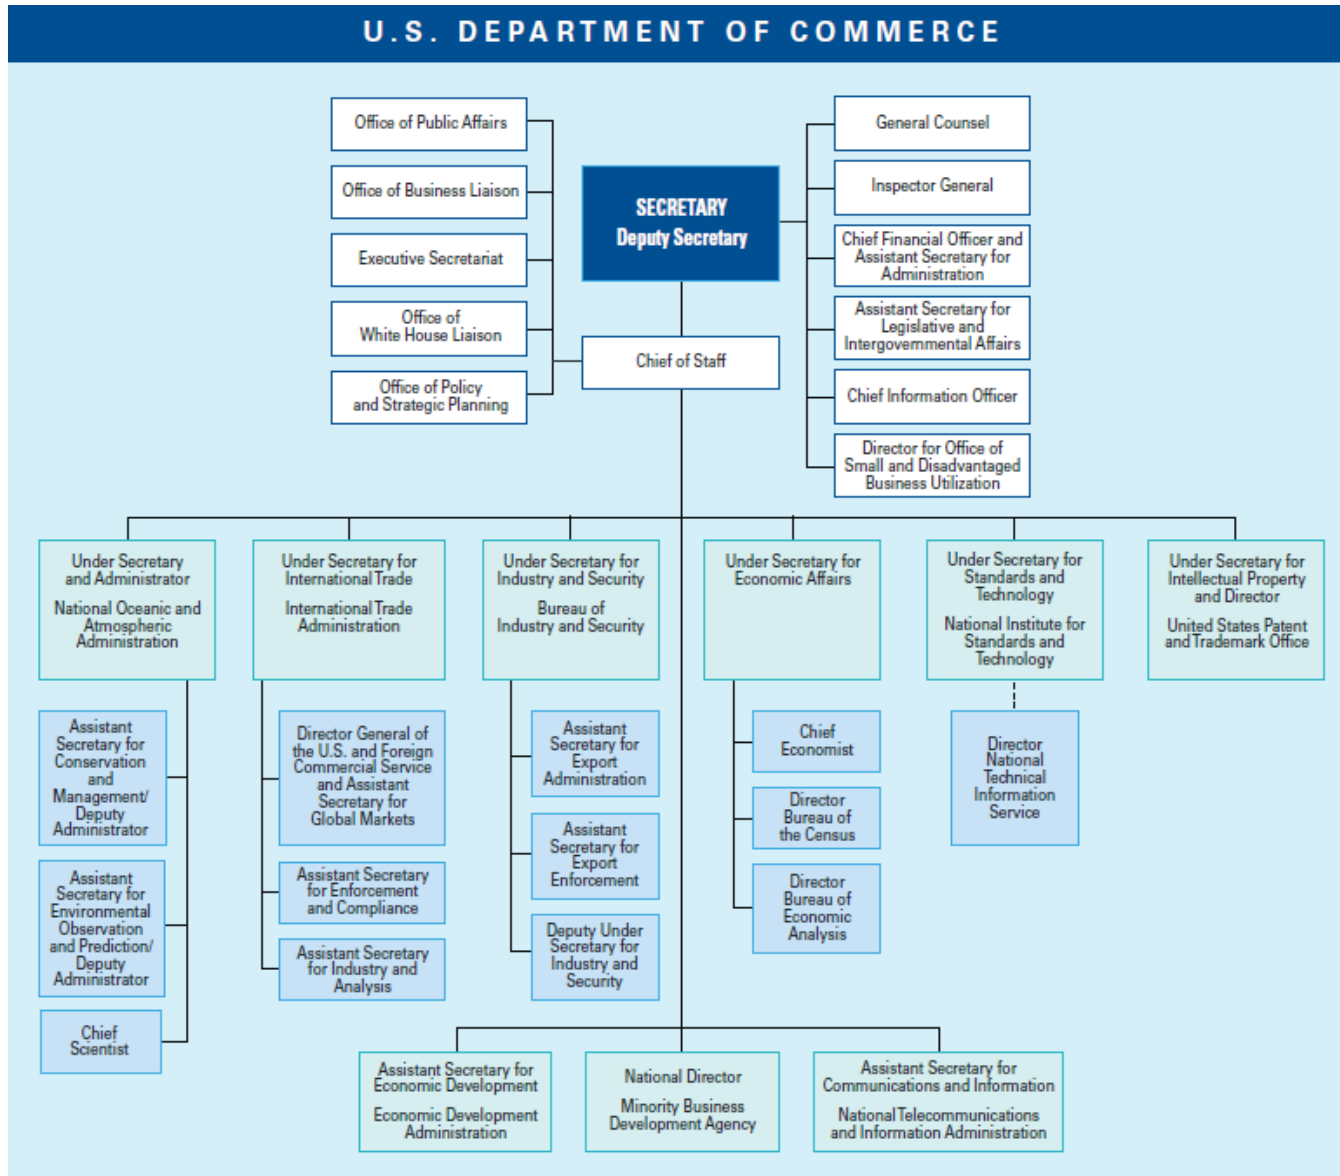 U.S. DEPARTMENT OF COMMERCE
Office of Public Affairs
Office of Business Liaison
Executive Secretariat
Office of
White House Liaison
Office of Policy
and Strategic Planning
SECRETARY
Deputy Secretary
Chief of Staff
General Counsel
Inspector General
Chief Financial Officer and
Assistant Secretary for
Administration
Assistant Secretary for
Legislative and
Intergovernmental Affairs
Chief Information Officer
Director for Office of
Small and Disadvantaged
Business Utilization
Under Secretary
and Administrator
National Oceanic and
Atmospheric
Administration
Under Secretary for
International Trade
International Trade
Administration
Under Secretary for
Industry and Security
Bureau of
Industry and Security
Under Secretary for
Economic Affairs
Under Secretary for
Standards and
Technology
National Institute for
Standards and
Technology
Under Secretary for
Intellectual Property
and Director
United States Patent
and Trademark Office
Assistant
Secretary for
Conservation
and
Management/
Deputy
Administrator
Assistant
Secretary for
Environmental
Observation
and Prediction/
Deputy
Administrator
Chief
Scientist
Director General of
the U.S. and Foreign
Commercial Service
and Assistant
Secretary for
Global Markets
Assistant Secretary
for Enforcement
and Compliance
Assistant Secretary
for Industry and
Analysis
Assistant
Secretary for
Export
Administration
Assistant
Secretary for
Export
Enforcement
Deputy Under
Secretary for
Industry and
Security
Chief
Economist
Director
Bureau of
the Census
Director
Bureau of
Economic
Analysis
Director
National
Technical
Information
Service
Assistant Secretary for
Economic Development
Economic Development
Administration
National Director
Minority Business
Development Agency
Assistant Secretary for
Communications and Information
National Telecommunications
and Information Administration